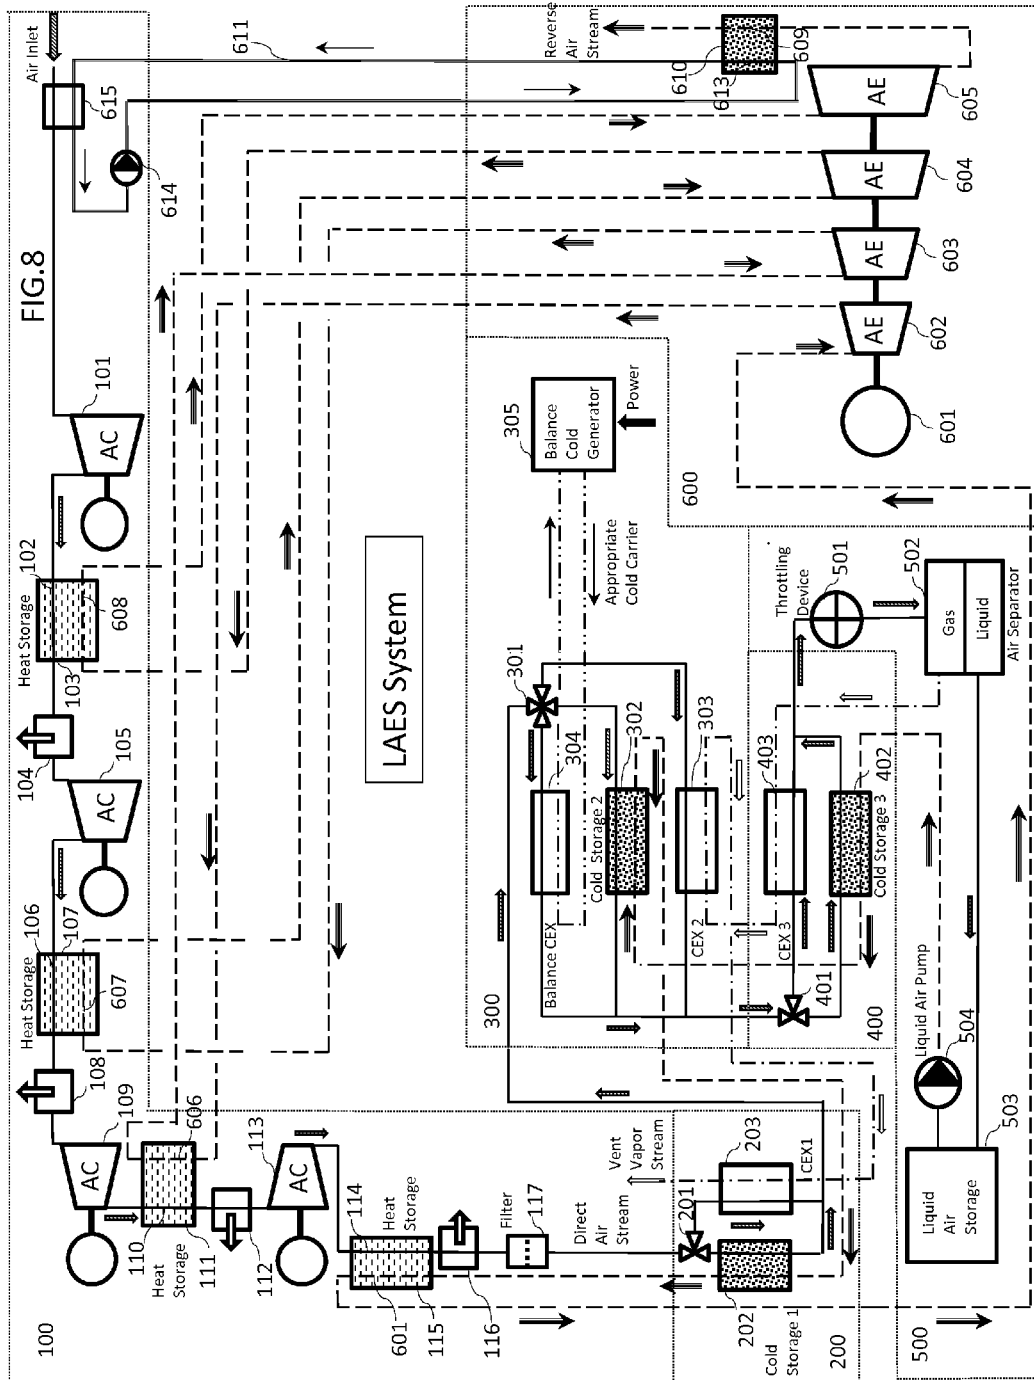 FIG.8
LAES System
100
AC
109
AC
113
606
110
Heat
Storage
111
112
114
Heat
Storage
601
115
116
Filter
117
Direct
Air
Stream
108
Heat Storage
106
107
607
AC
105
104
Heat Storage
103
102
608
AC
101
Air Inlet
615
614
611
Reverse
Air
Stream
610
613
609
AE
605
AE
604
AE
603
AE
602
601
600
305
Balance
Cold
Generator
Power
Appropriate
Cold Carrier
300
301
Balance CEX
304
Cold Storage 2
302
CEX 2
303
CEX 3
403
401
400
Cold Storage 3
402
Throttling
Device
501
502
Gas
Liquid
Air Separator
Liquid Air Pump
504
503
Liquid
Air
Storage
500
Vent
Vapor
Stream
203
CEX1
201
202
Cold
Storage 1
200